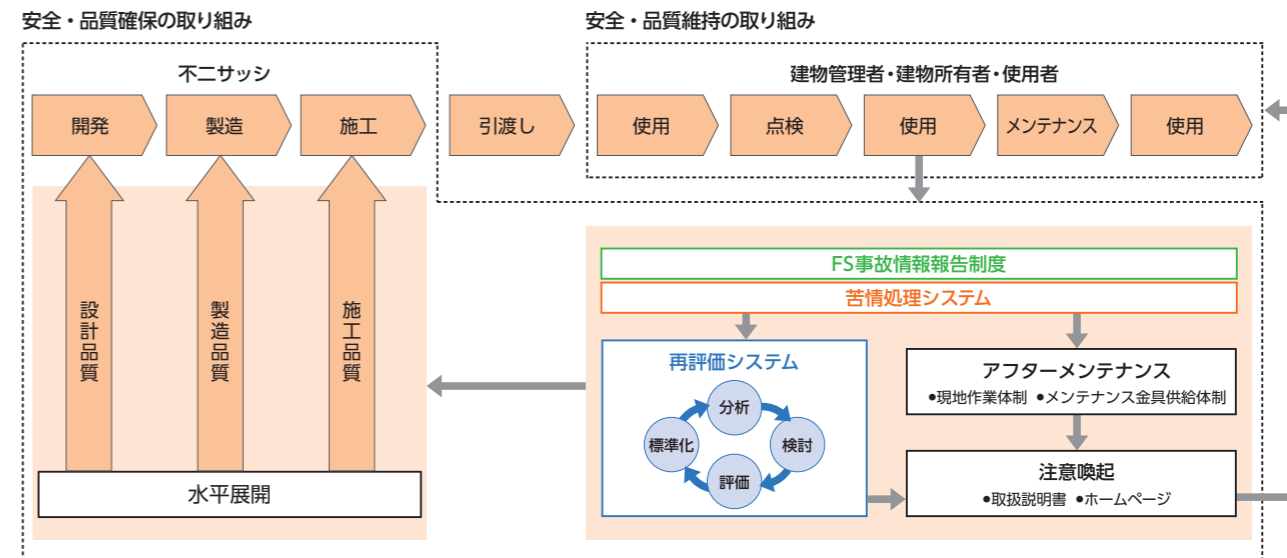 安全・品質確保の取り組み
安全・品質維持の取り組み
不二サッシ
建物管理者・建物所有者・使用者
開発
製造
施工
引渡し
使用
点検
使用
メンテナンス
使用
設計品質
製造品質
施工品質
水平展開
FS事故情報報告制度
苦情処理システム
再評価システム
分析
検討
評価
標準化
アフターメンテナンス
●現地作業体制 ●メンテナンス金具供給体制
注意喚起
●取扱説明書 ●ホームページ